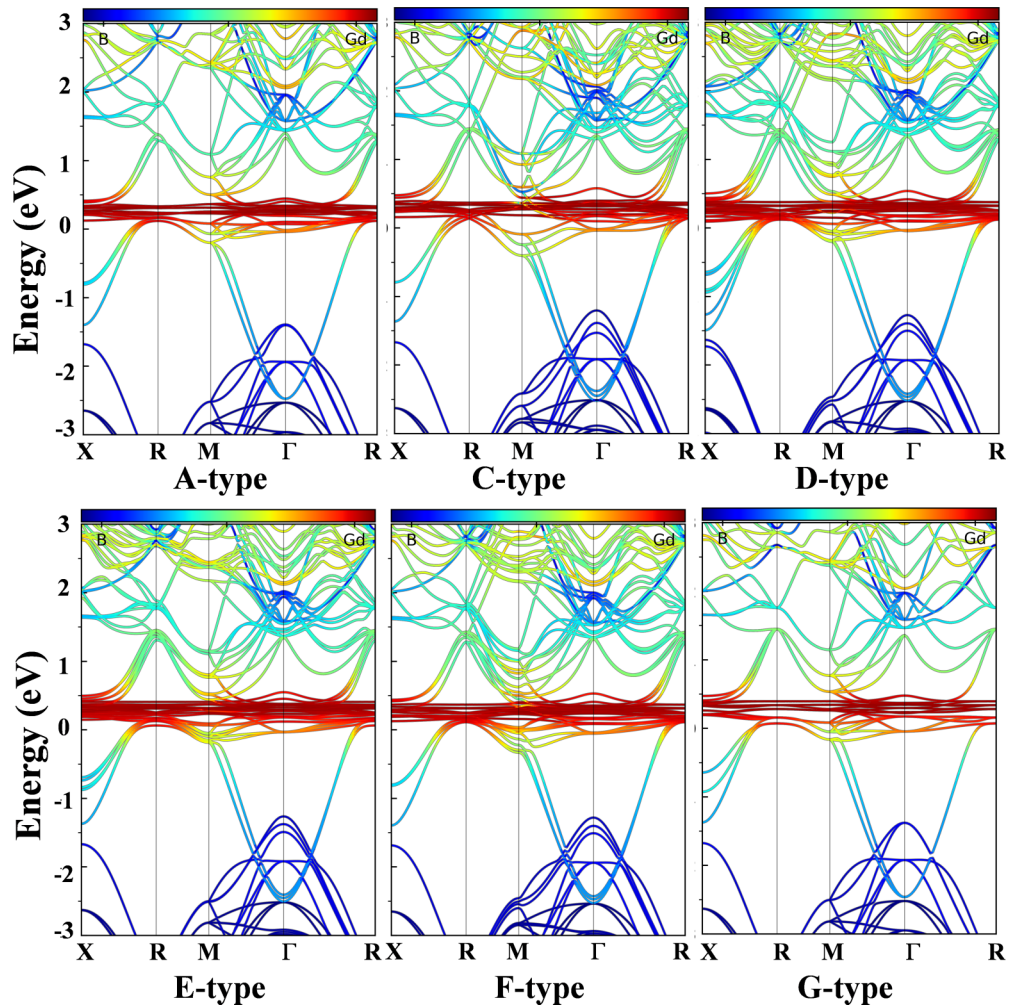 B Gd B Gd B Gd
3
2
1
0
-1
-2
-3
Energy (eV)
X R M Γ R X R M Γ R X R M Γ R
A-type C-type D-type
B Gd B Gd B Gd
3
2
1
0
-1
-2
-3
Energy (eV)
X R M Γ R X R M Γ R X R M Γ R
E-type F-type G-type